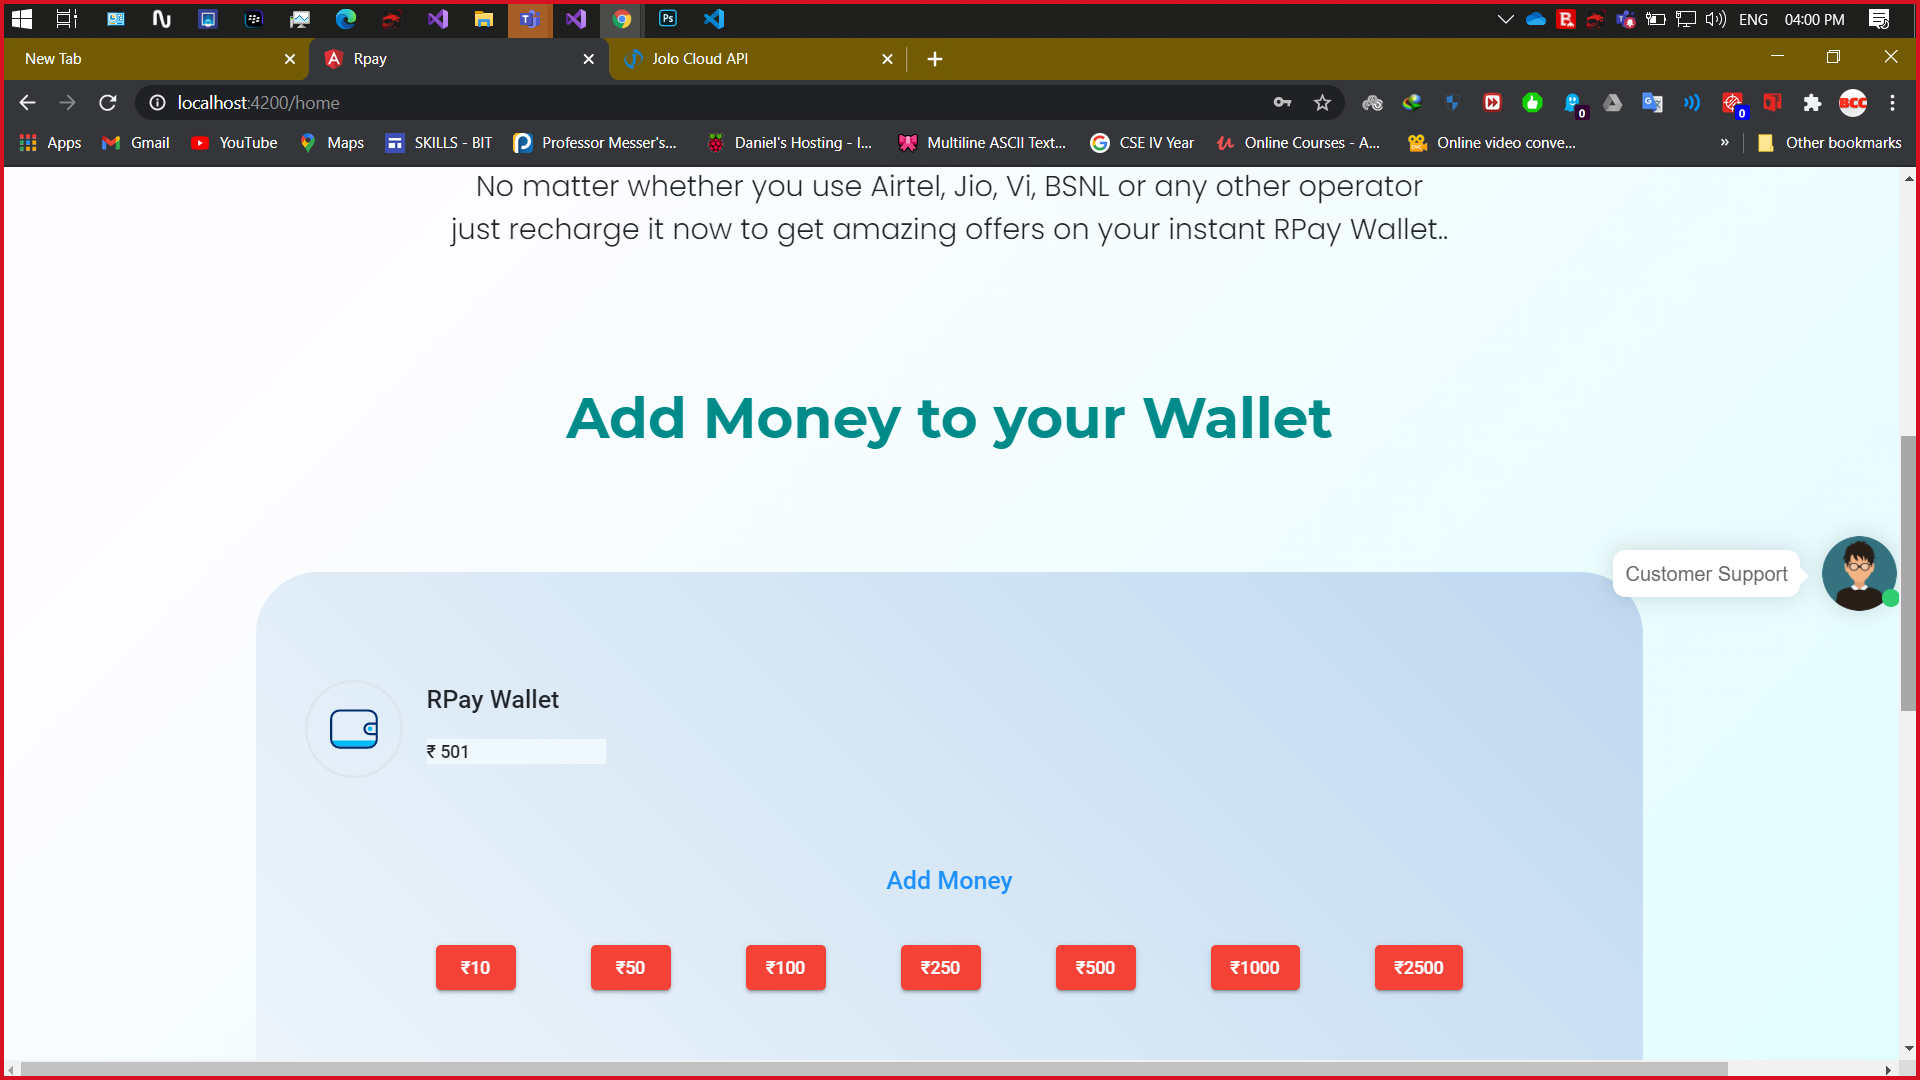 ENG 04:00 PM
New Tab
Rpay
Jolo Cloud API
localhost:4200/home
0
0
BCC
Apps
Gmail
YouTube
Maps
SKILLS - BIT
Professor Messer's...
Daniel's Hosting - I...
Multiline ASCII Text...
CSE IV Year
Online Courses - A...
Online video conve...
»
Other bookmarks
No matter whether you use Airtel, Jio, Vi, BSNL or any other operator
just recharge it now to get amazing offers on your instant RPay Wallet..
Add Money to your Wallet
Customer Support
RPay Wallet
₹ 501
Add Money
₹10 ₹50 ₹100 ₹250 ₹500 ₹1000 ₹2500